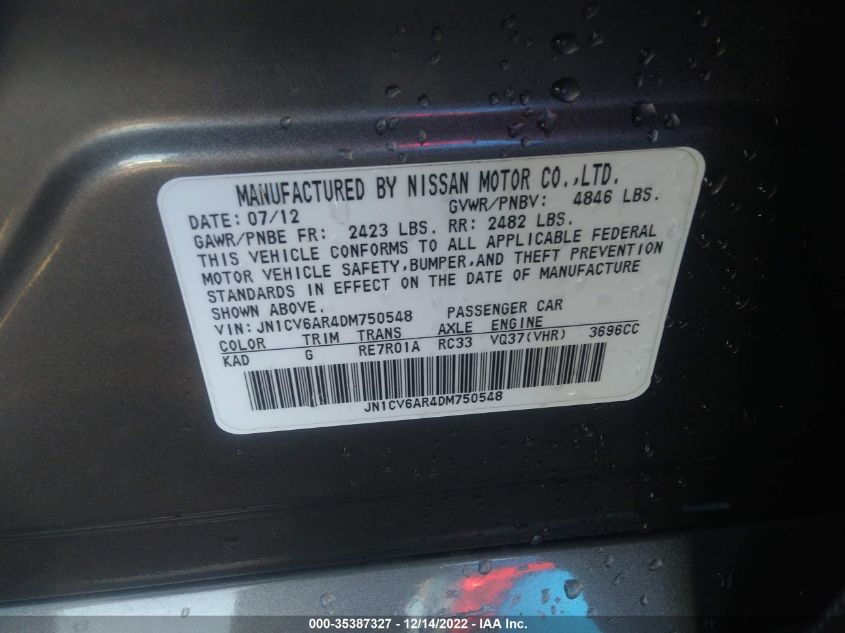 MANUFACTURED BY NISSAN MOTOR CO.,LTD.
DATE: 07/12 GVWR/PNBV: 4846 LBS.
GAWR/PNBE FR: 2423 LBS. RR: 2482 LBS.
THIS VEHICLE CONFORMS TO ALL APPLICABLE FEDERAL
MOTOR VEHICLE SAFETY,BUMPER,AND THEFT PREVENTION
STANDARDS IN EFFECT ON THE DATE OF MANUFACTURE
SHOWN ABOVE.
VIN: JN1CV6AR4DM750548 PASSENGER CAR
COLOR TRIM TRANS AXLE ENGINE
KAD G RE7R01A RC33 VQ37(VHR) 3696CC
JN1CV6AR4DM750548
000-35387327 - 12/14/2022 - IAA Inc.